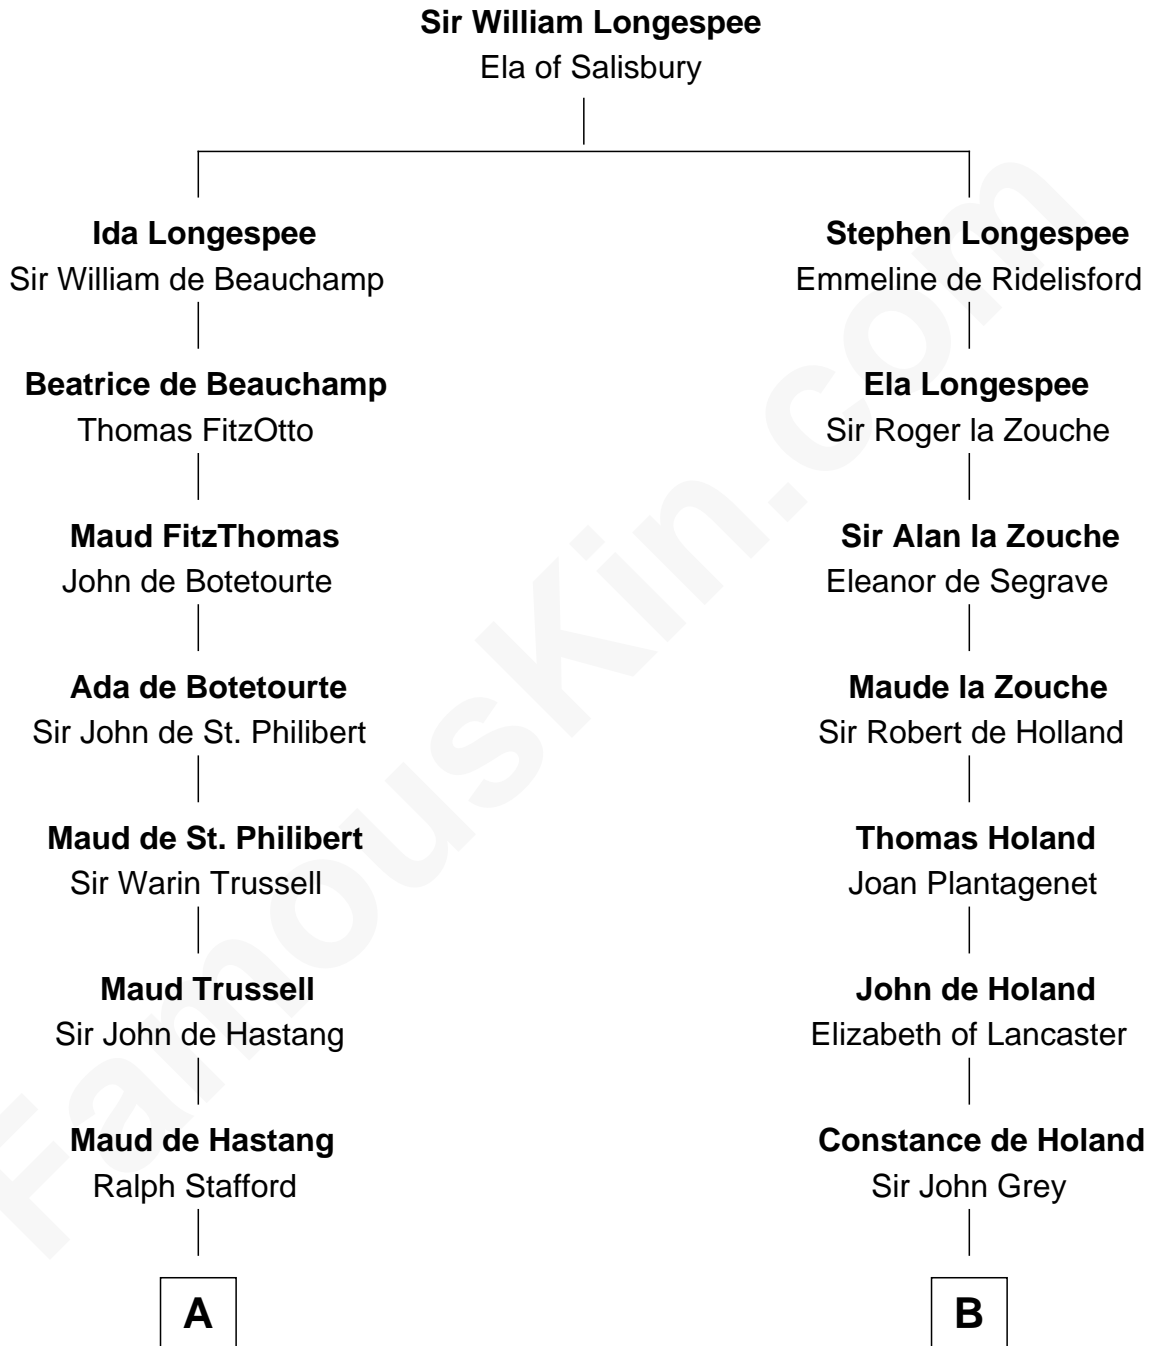 Sir William Longespee
Ela of Salisbury
Ida Longespee
Sir William de Beauchamp
Beatrice de Beauchamp
Thomas FitzOtto
Maud FitzThomas
John de Botetourte
Ada de Botetourte
Sir John de St. Philibert
Maud de St. Philibert
Sir Warin Trussell
Maud Trussell
Sir John de Hastang
Maud de Hastang
Ralph Stafford
A
Stephen Longespee
Emmeline de Ridelisford
Ela Longespee
Sir Roger la Zouche
Sir Alan la Zouche
Eleanor de Segrave
Maude la Zouche
Sir Robert de Holland
Thomas Holand
Joan Plantagenet
John de Holand
Elizabeth of Lancaster
Constance de Holand
Sir John Grey
B
FamousKin.com